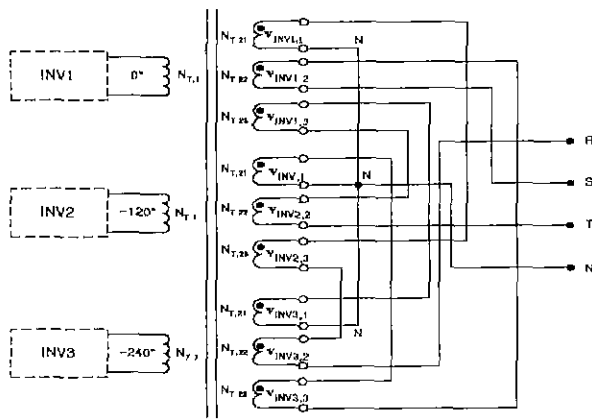 INV1
0°
N_T,1
N_T,21
V_INV1,1
N_T,22
V_INV1,2
N_T,23
V_INV1,3
N
INV2
-120°
N_T,1
N_T,21
V_INV,1
N_T,22
V_INV2,2
N_T,23
V_INV2,3
N
INV3
-240°
N_T,1
N_T,21
V_INV3,1
N_T,22
V_INV3,2
N_T,23
V_INV3,3
N
R
S
T
N